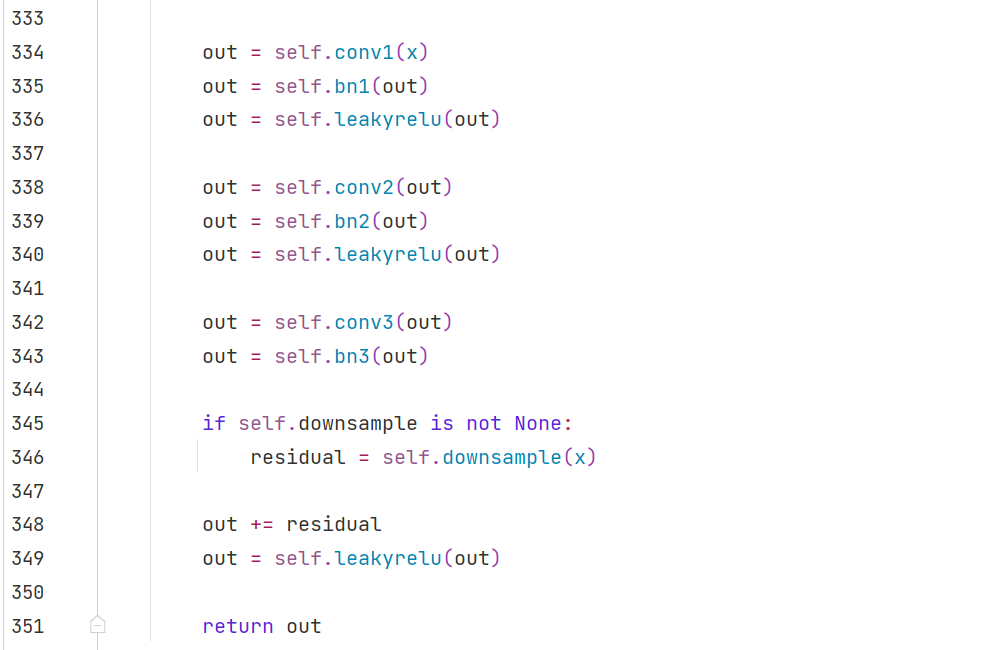 333
334 out = self.conv1(x)
335 out = self.bn1(out)
336 out = self.leakyrelu(out)
337
338 out = self.conv2(out)
339 out = self.bn2(out)
340 out = self.leakyrelu(out)
341
342 out = self.conv3(out)
343 out = self.bn3(out)
344
345 if self.downsample is not None:
346     residual = self.downsample(x)
347
348 out += residual
349 out = self.leakyrelu(out)
350
351 return out